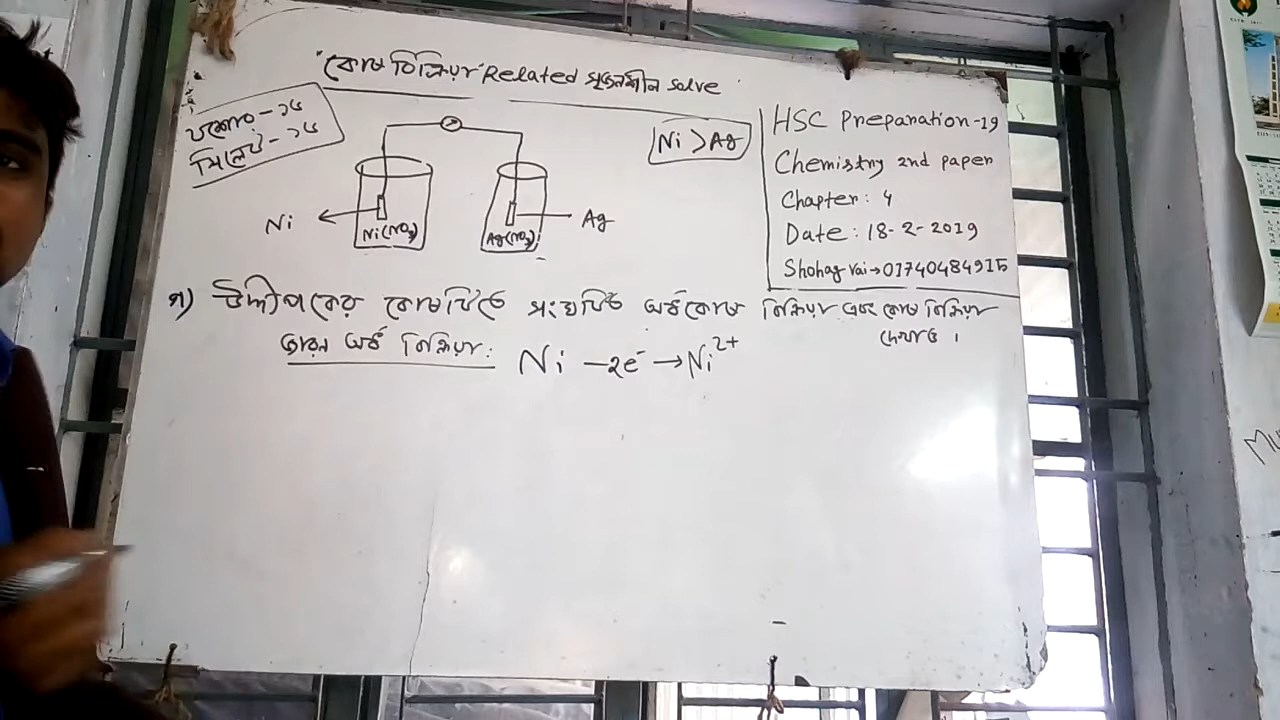 "কোষ বিক্রিয়া" Related সৃজনশীল solve
যশোর - ১৬
সিলেট - ১৬
Ni > Ag
HSC Preparation-19
Chemistry 2nd paper
Chapter: 4
Date: 18-2-2019
Shohag vai→01740484915
Ni
Ni(NO3)
Ag(NO3)
Ag
গ) উদ্দীপকের কোষটিতে সংঘটিত অর্ধকোষ বিক্রিয়া এবং কোষ বিক্রিয়া
দেখাও।
জারন অর্ধ বিক্রিয়া: Ni -2e⁻ → Ni²⁺